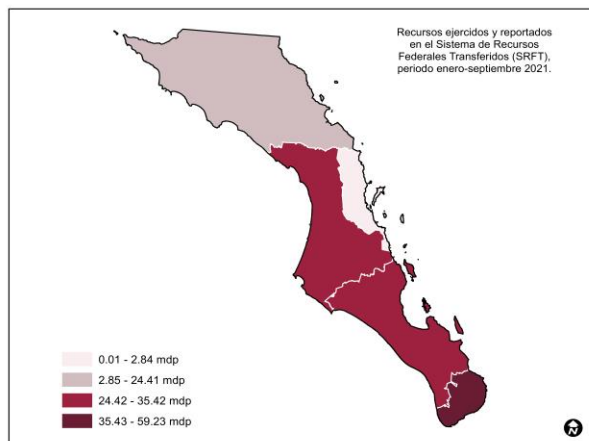 Recursos ejercidos y reportados
en el Sistema de Recursos
Federales Transferidos (SRFT),
periodo enero-septiembre 2021.
0.01 - 2.84 mdp
2.85 - 24.41 mdp
24.42 - 35.42 mdp
35.43 - 59.23 mdp
N